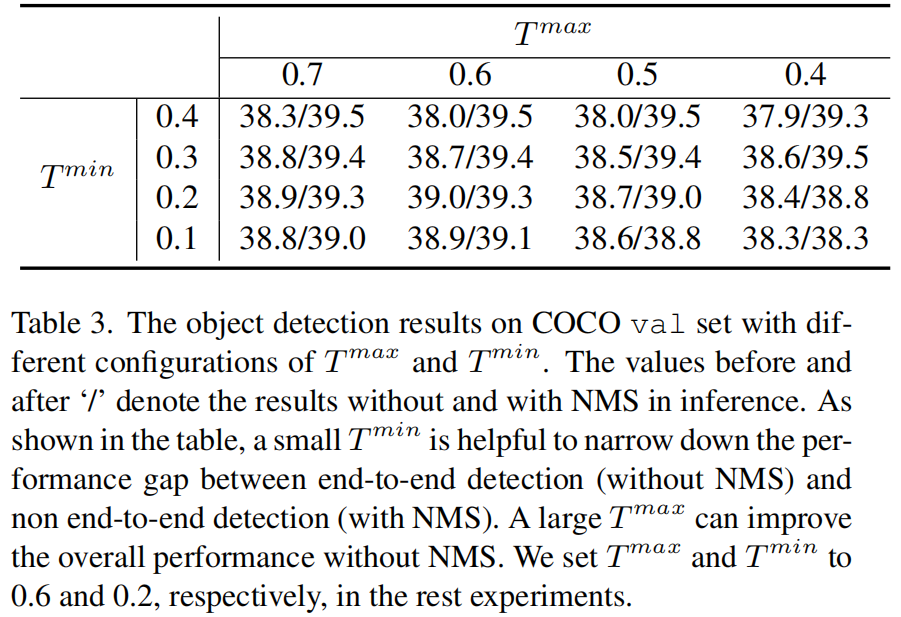 T^max
0.7 0.6 0.5 0.4
0.4 38.3/39.5 38.0/39.5 38.0/39.5 37.9/39.3
0.3 38.8/39.4 38.7/39.4 38.5/39.4 38.6/39.5
T^min
0.2 38.9/39.3 39.0/39.3 38.7/39.0 38.4/38.8
0.1 38.8/39.0 38.9/39.1 38.6/38.8 38.3/38.3
Table 3. The object detection results on COCO val set with dif-
ferent configurations of T^max and T^min. The values before and
after ‘/’ denote the results without and with NMS in inference. As
shown in the table, a small T^min is helpful to narrow down the per-
formance gap between end-to-end detection (without NMS) and
non end-to-end detection (with NMS). A large T^max can improve
the overall performance without NMS. We set T^max and T^min to
0.6 and 0.2, respectively, in the rest experiments.